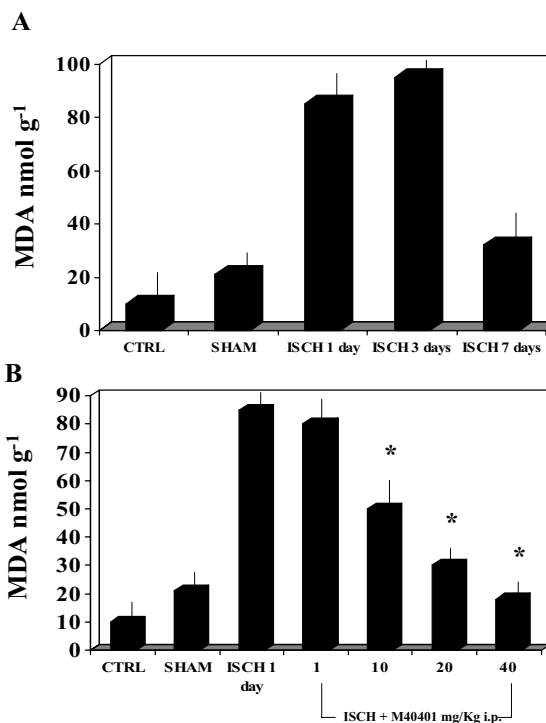 A
MDA nmol g-1
100
80
60
40
20
0
CTRL SHAM ISCH 1 day ISCH 3 days ISCH 7 days
B
MDA nmol g-1
90
80
70
60
50
40
30
20
10
0
*
*
*
CTRL SHAM ISCH 1 1 10 20 40
day
ISCH + M40401 mg/Kg i.p.